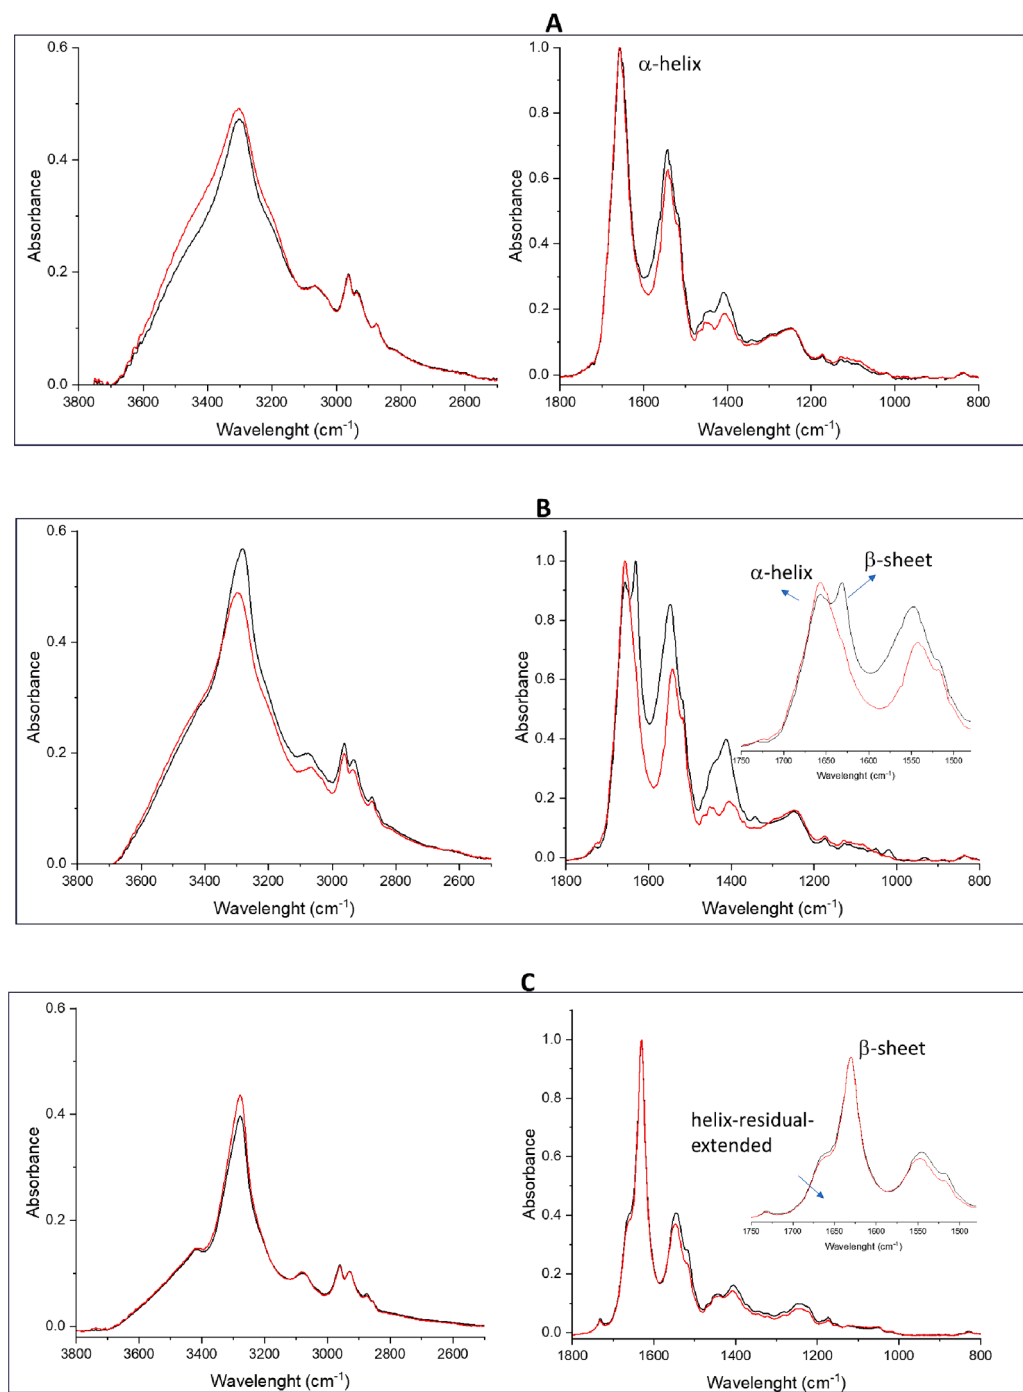 A
0.6
0.4
0.2
0.0
Absorbance
3800 3600 3400 3200 3000 2800 2600
Wavelenght (cm-1)
α-helix
1.0
0.8
0.6
0.4
0.2
0.0
Absorbance
1800 1600 1400 1200 1000 800
Wavelenght (cm-1)
B
0.6
0.4
0.2
0.0
Absorbance
3800 3600 3400 3200 3000 2800 2600
Wavelenght (cm-1)
1.0
0.8
0.6
0.4
0.2
0.0
Absorbance
β-sheet
α-helix
1750 1700 1650 1600 1550 1500
Wavelenght (cm-1)
1800 1600 1400 1200 1000 800
Wavelenght (cm-1)
C
0.6
0.4
0.2
0.0
Absorbance
3800 3600 3400 3200 3000 2800 2600
Wavelenght (cm-1)
1.0
0.8
0.6
0.4
0.2
0.0
Absorbance
β-sheet
helix-residual-
extended
1750 1700 1650 1600 1550 1500
Wavelenght (cm-1)
1800 1600 1400 1200 1000 800
Wavelenght (cm-1)